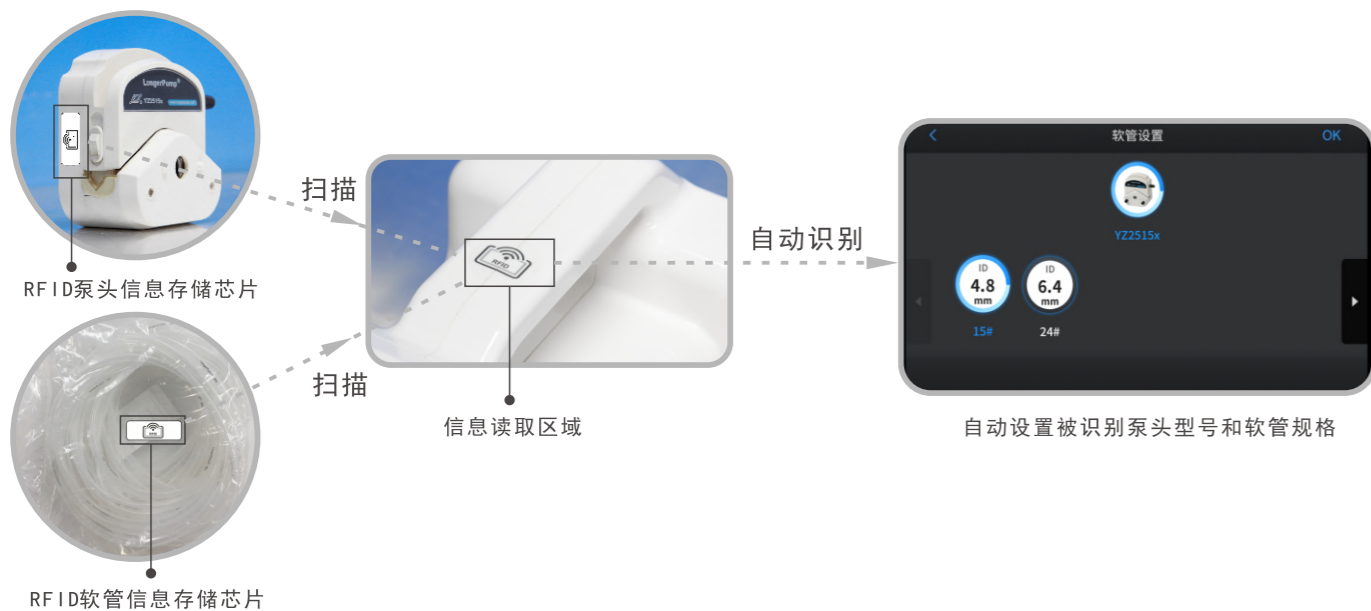 LongerPump®
YZ2515x
RFID泵头信息存储芯片
扫描
扫描
RFID
RFID软管信息存储芯片
RFID
信息读取区域
自动识别
软管设置
OK
YZ2515x
ID
4.8
mm
15#
ID
6.4
mm
24#
自动设置被识别泵头型号和软管规格